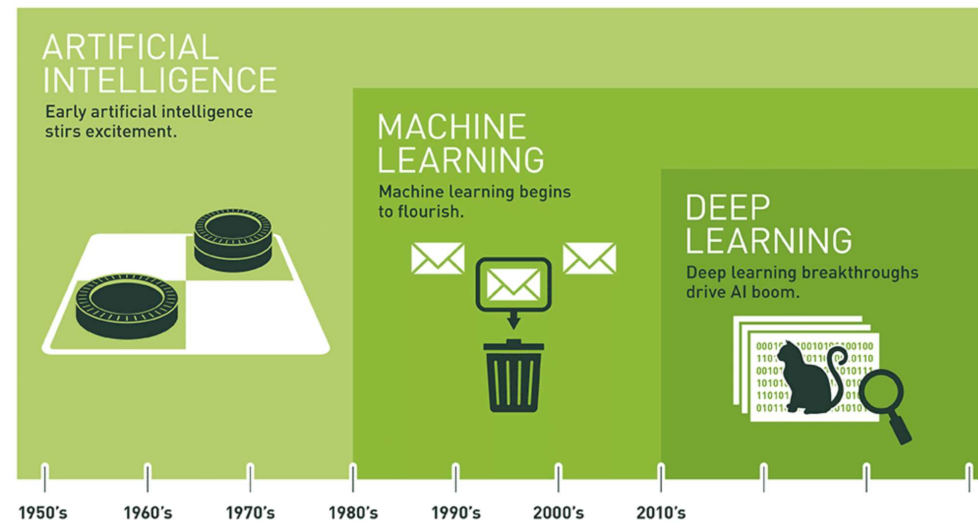 ARTIFICIAL
INTELLIGENCE
Early artificial intelligence
stirs excitement.
MACHINE
LEARNING
Machine learning begins
to flourish.
DEEP
LEARNING
Deep learning breakthroughs
drive AI boom.
1950's 1960's 1970's 1980's 1990's 2000's 2010's